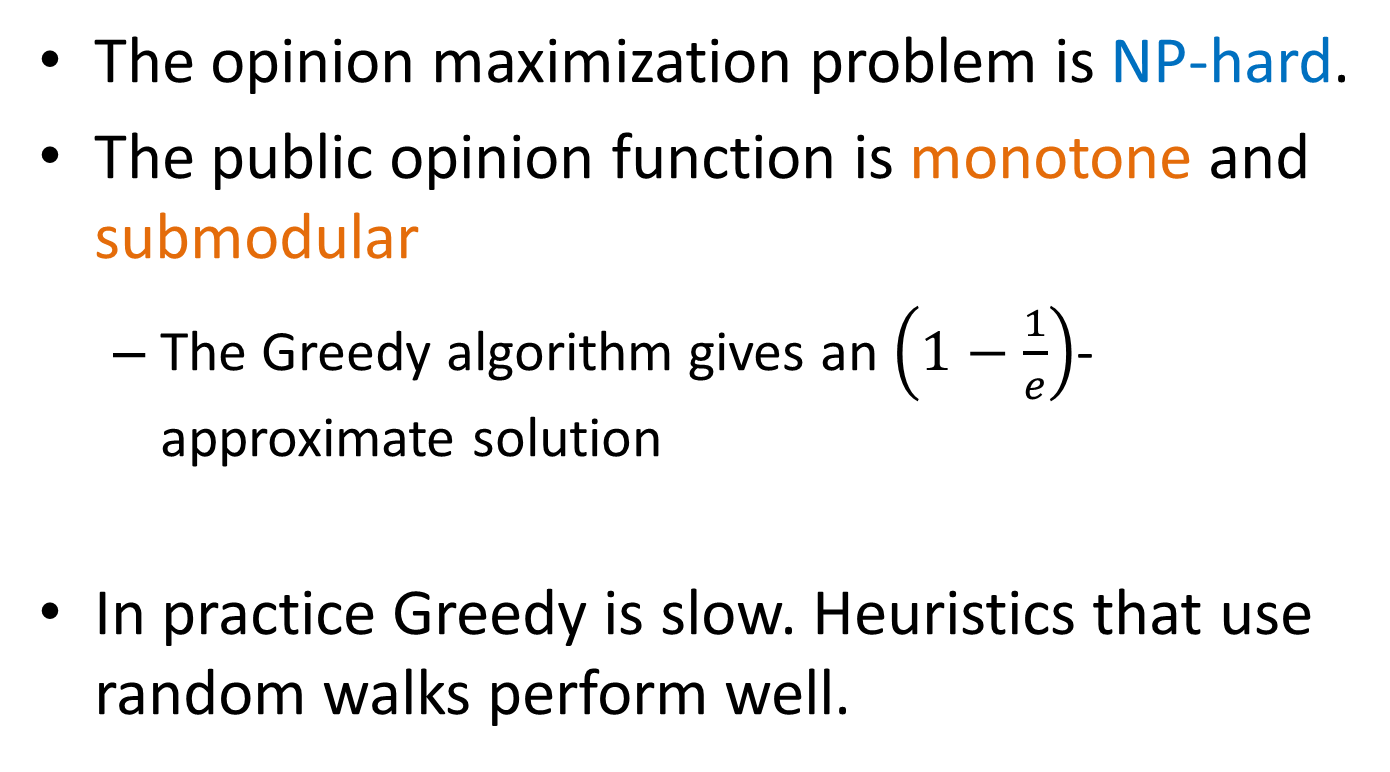 • The opinion maximization problem is NP-hard.
• The public opinion function is monotone and
submodular
– The Greedy algorithm gives an (1 − 1/e)-
approximate solution
• In practice Greedy is slow. Heuristics that use
random walks perform well.